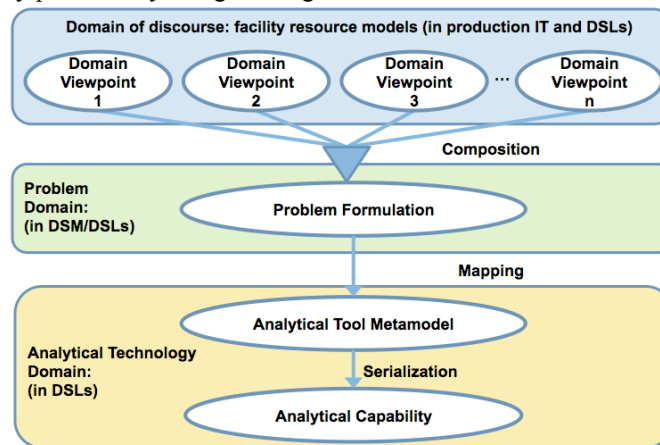 Domain of discourse: facility resource models (in production IT and DSLs)
Domain Viewpoint 1
Domain Viewpoint 2
Domain Viewpoint 3
...
Domain Viewpoint n
Composition
Problem Domain: (in DSM/DSLs)
Problem Formulation
Mapping
Analytical Tool Metamodel
Analytical Technology Domain: (in DSLs)
Serialization
Analytical Capability